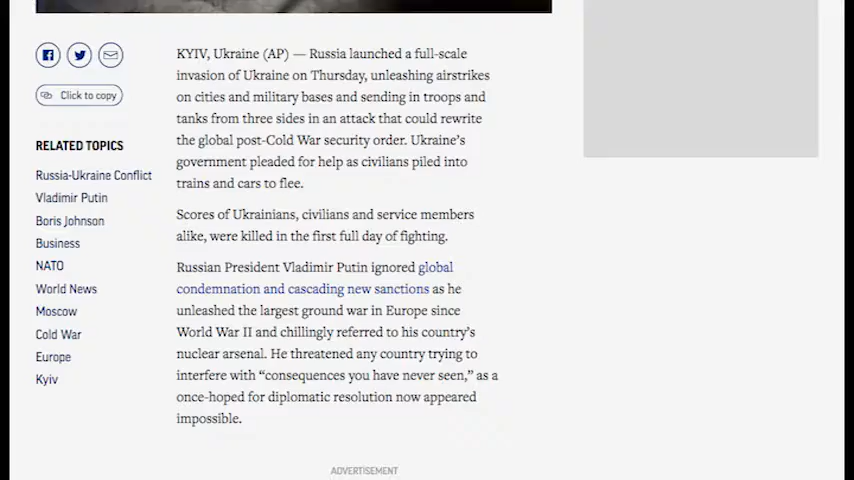 Click to copy
RELATED TOPICS
Russia-Ukraine Conflict
Vladimir Putin
Boris Johnson
Business
NATO
World News
Moscow
Cold War
Europe
Kyiv
KYIV, Ukraine (AP) — Russia launched a full-scale
invasion of Ukraine on Thursday, unleashing airstrikes
on cities and military bases and sending in troops and
tanks from three sides in an attack that could rewrite
the global post-Cold War security order. Ukraine’s
government pleaded for help as civilians piled into
trains and cars to flee.
Scores of Ukrainians, civilians and service members
alike, were killed in the first full day of fighting.
Russian President Vladimir Putin ignored global
condemnation and cascading new sanctions as he
unleashed the largest ground war in Europe since
World War II and chillingly referred to his country’s
nuclear arsenal. He threatened any country trying to
interfere with “consequences you have never seen,” as a
once-hoped for diplomatic resolution now appeared
impossible.
ADVERTISEMENT